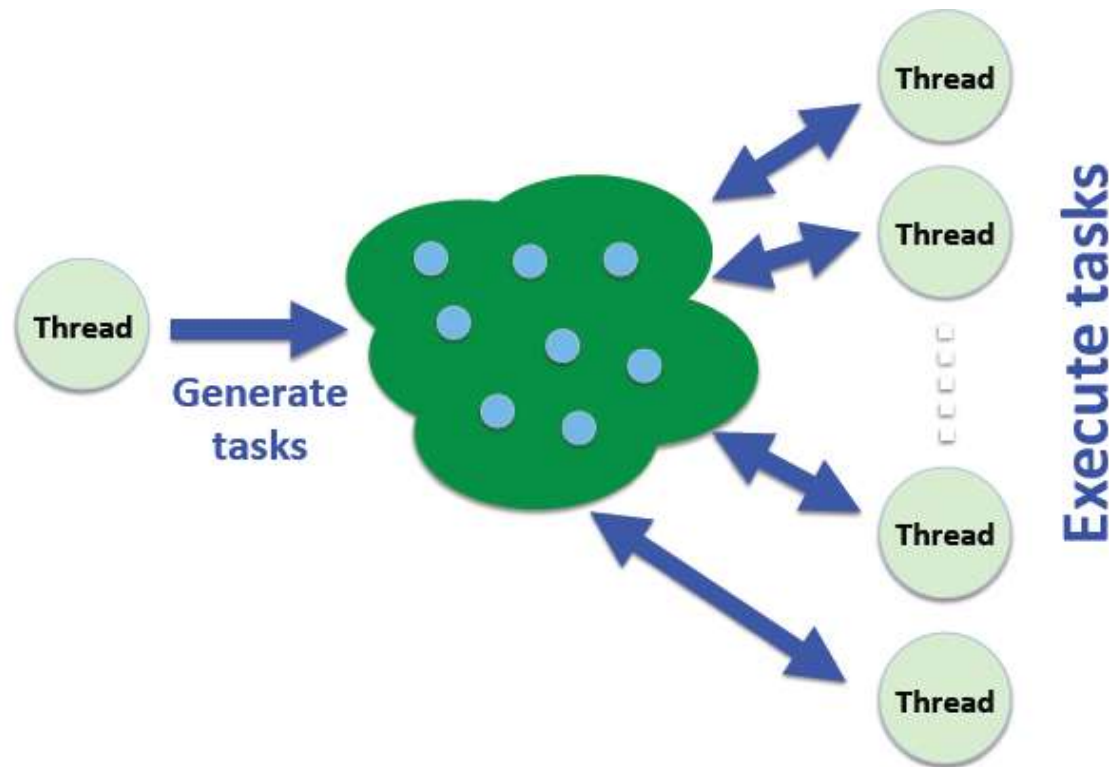 Thread
Generate
tasks
Thread
Thread
Thread
Thread
Execute tasks